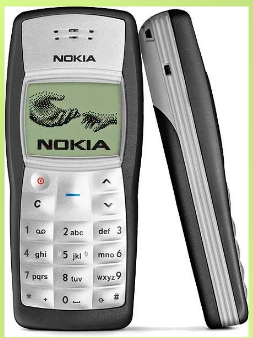 NOKIA
NOKIA
C
1 2 abc def 3
4 ghi 5 jkl mno 6
7 pqrs 8 tuv wxyz 9
* + 0 #